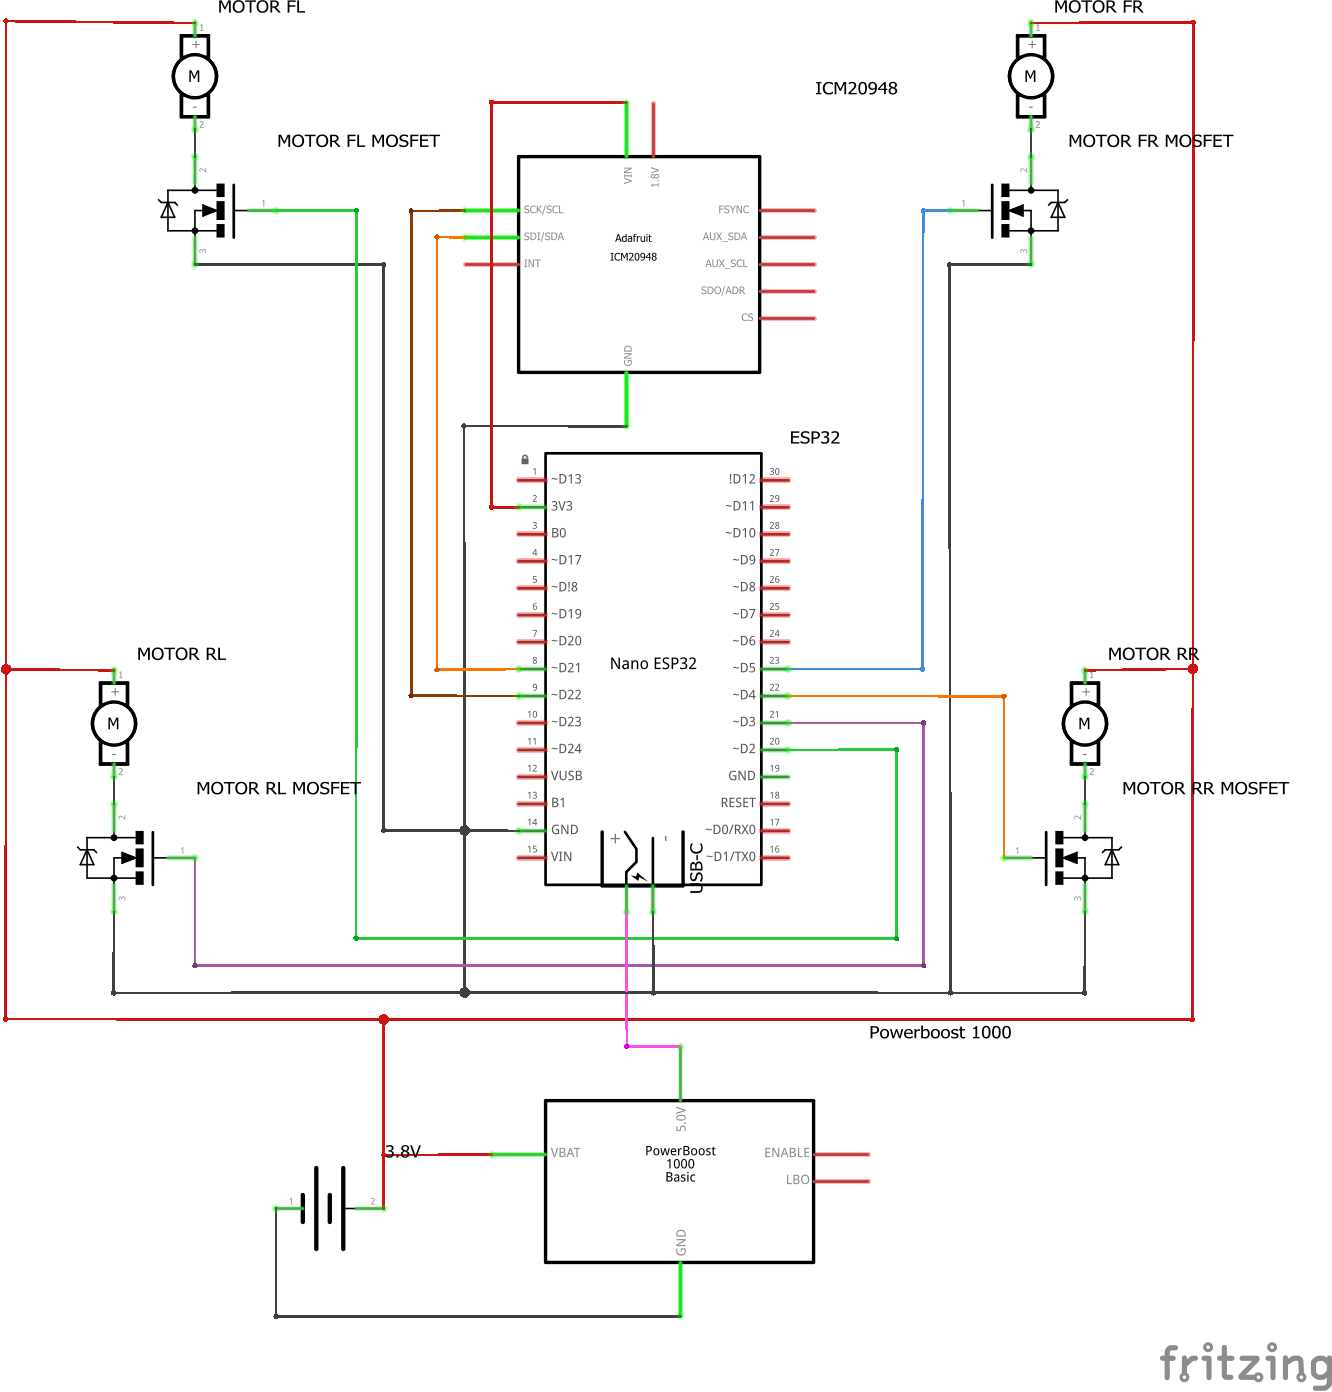 MOTOR FL
MOTOR FR
1
+
M
-
2
1
+
M
-
2
ICM20948
MOTOR FL MOSFET
MOTOR FR MOSFET
2
1
3
2
1
3
VIN
1.8V
SCK/SCL
SDI/SDA
INT
Adafruit
ICM20948
FSYNC
AUX_SDA
AUX_SCL
SDO/ADR
CS
GND
ESP32
1 ~D13
2 3V3
3 B0
4 ~D17
5 ~D!8
6 ~D19
7 ~D20
8 ~D21
9 ~D22
10 ~D23
11 ~D24
12 VUSB
13 B1
14 GND
15 VIN
Nano ESP32
!D12 30
~D11 29
~D10 28
~D9 27
~D8 26
~D7 25
~D6 24
~D5 23
~D4 22
~D3 21
~D2 20
GND 19
RESET 18
~D0/RX0 17
~D1/TX0 16
+
-
USB-C
MOTOR RL
MOTOR RR
1
+
M
-
2
1
+
M
-
2
MOTOR RL MOSFET
MOTOR RR MOSFET
2
1
3
2
1
3
Powerboost 1000
5.0V
3.8V
VBAT
PowerBoost
1000
Basic
ENABLE
LBO
GND
1
2
fritzing